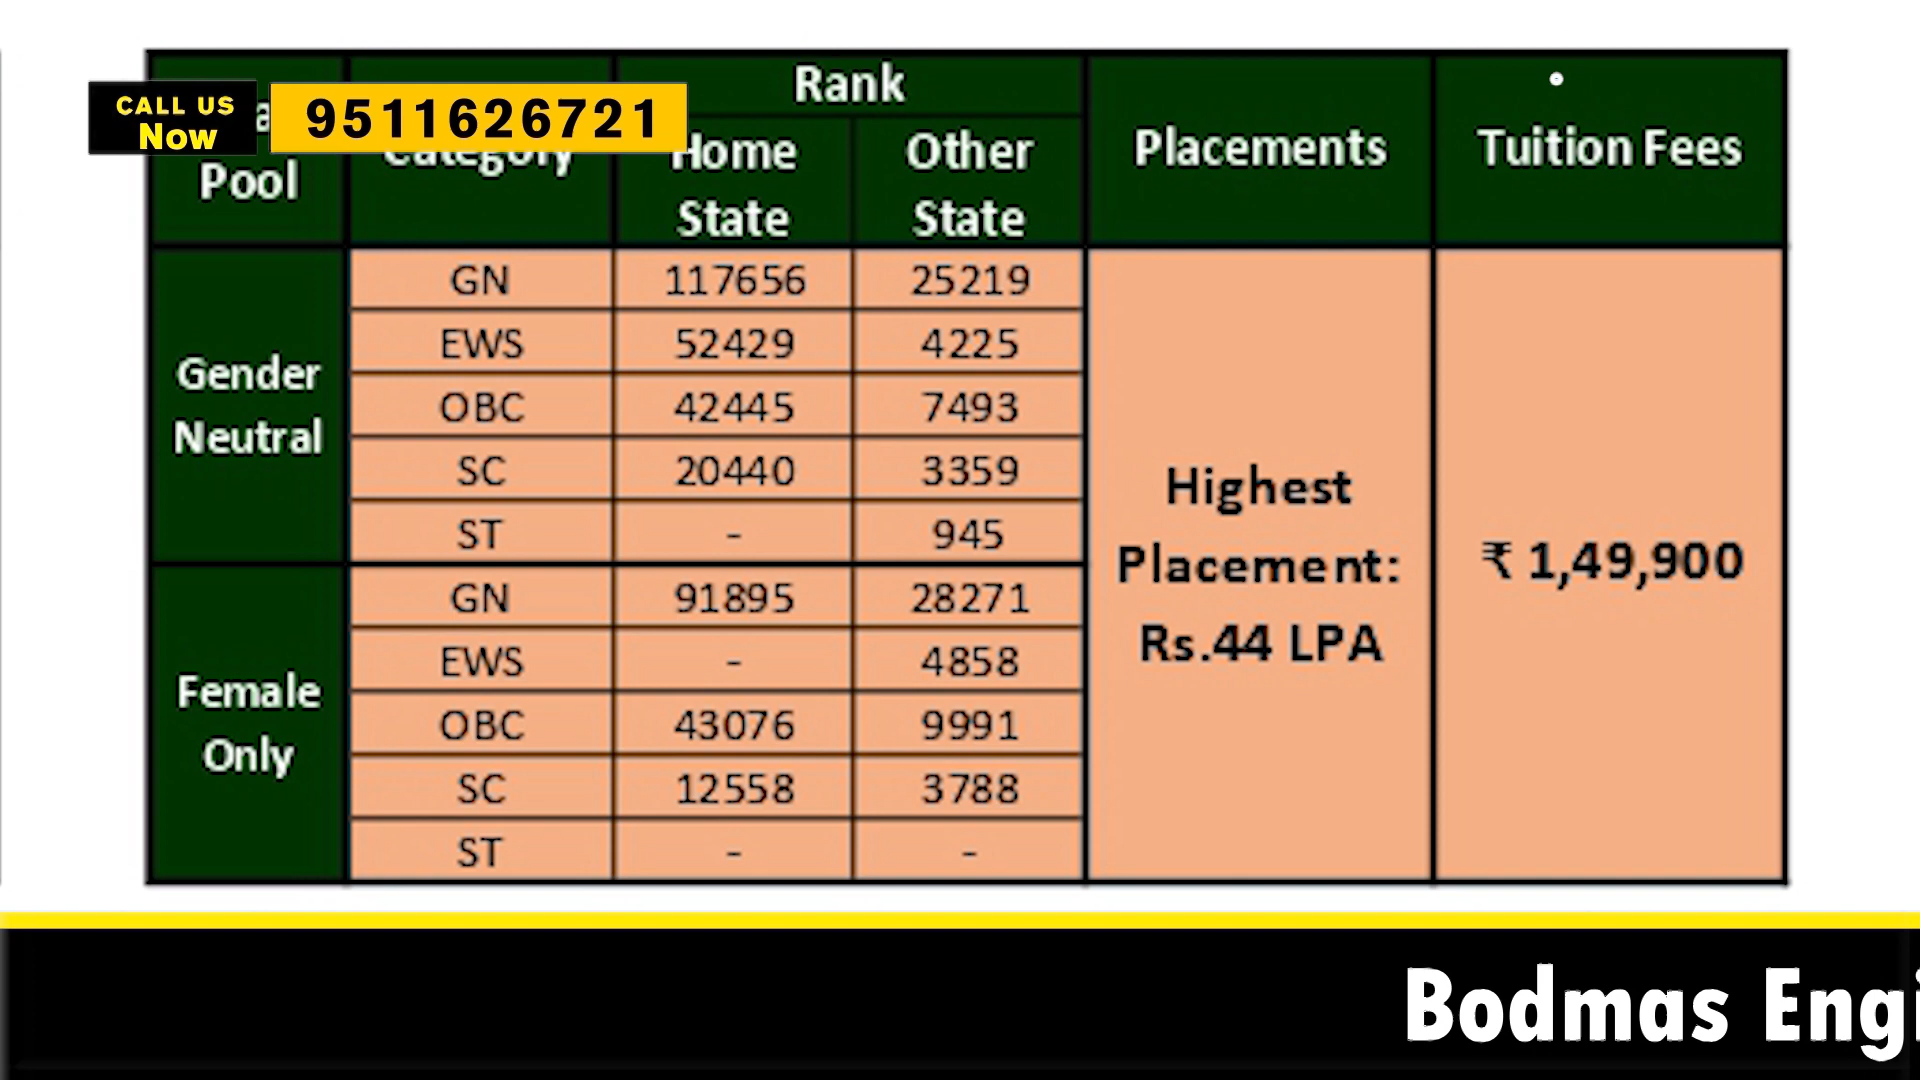 CALL US
Now
9511626721
Pool
Category
Rank
Home
State
Other
State
Placements
Tuition Fees
Gender
Neutral
GN 117656 25219
EWS 52429 4225
OBC 42445 7493
SC 20440 3359
ST - 945
Female
Only
GN 91895 28271
EWS - 4858
OBC 43076 9991
SC 12558 3788
ST - -
Highest
Placement:
Rs.44 LPA
₹ 1,49,900
Bodmas Engi